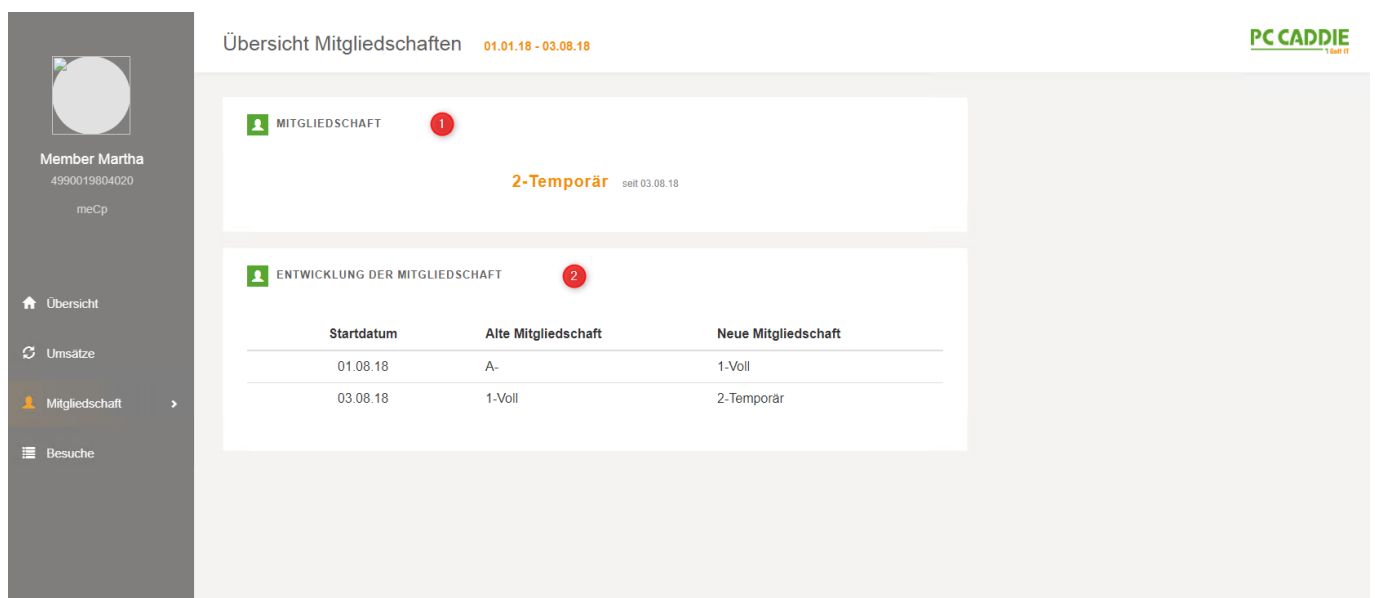 Übersicht Mitgliedschaften 01.01.18 - 03.08.18
PC CADDIE
Golf IT
Member Martha
4990019804020
meCp
Übersicht
Umsätze
Mitgliedschaft
Besuche
MITGLIEDSCHAFT 1
2-Temporär seit 03.08.18
ENTWICKLUNG DER MITGLIEDSCHAFT 2
Startdatum Alte Mitgliedschaft Neue Mitgliedschaft
01.08.18 A- 1-Voll
03.08.18 1-Voll 2-Temporär